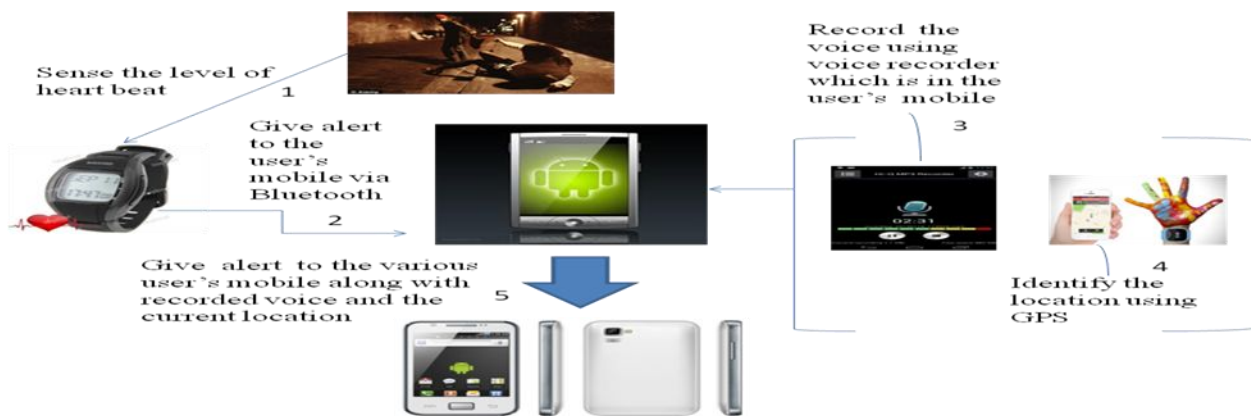 Sense the level of
heart beat
1
Give alert
to the
user's
mobile via
Bluetooth
2
Record the
voice using
voice recorder
which is in the
user's mobile
3
02:31
17:47
4
Identify the
location using
GPS
Give alert to the various
user's mobile along with
recorded voice and the
current location
5